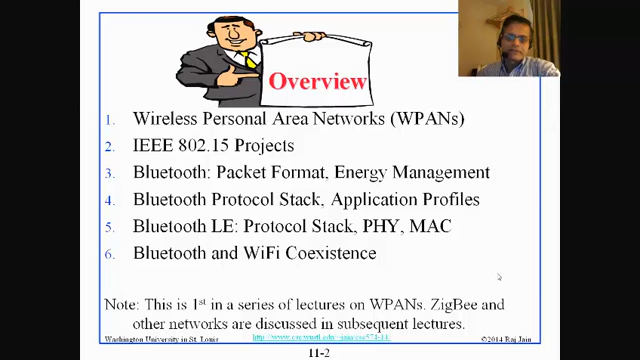 Overview
1. Wireless Personal Area Networks (WPANs)
2. IEEE 802.15 Projects
3. Bluetooth: Packet Format, Energy Management
4. Bluetooth Protocol Stack, Application Profiles
5. Bluetooth LE: Protocol Stack, PHY, MAC
6. Bluetooth and WiFi Coexistence
Note: This is 1st in a series of lectures on WPANs. ZigBee and
other networks are discussed in subsequent lectures.
Washington University in St. Louis
©2014 Raj Jain
11-2